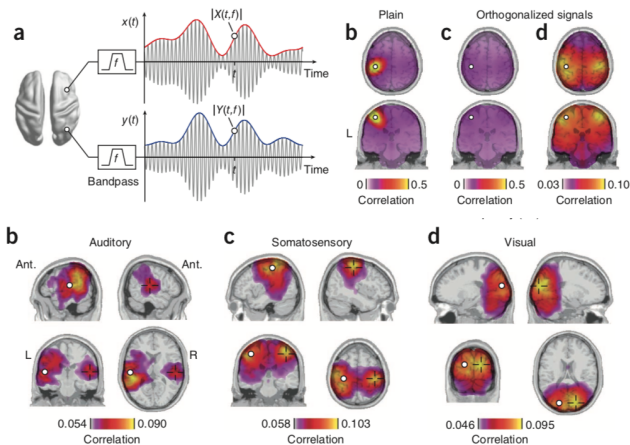 a
x(t)
|X(t,f)|
f
t
Time
y(t)
|Y(t,f)|
f
t
Time
Bandpass
Plain
Orthogonalized signals
b
c
d
L
0 0.5
Correlation
0 0.5
Correlation
0.03 0.10
Correlation
b
Auditory
Ant.
Ant.
L
R
0.054 0.090
Correlation
c
Somatosensory
0.058 0.103
Correlation
d
Visual
0.046 0.095
Correlation